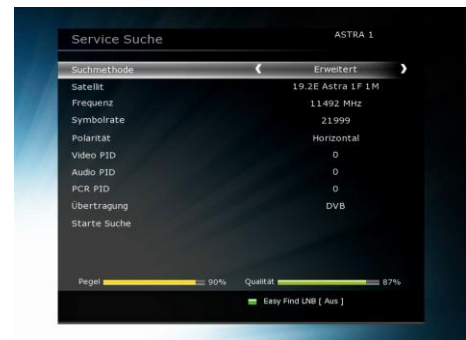 Service Suche ASTRA 1
Suchmethode Erweitert
Satellit 19.2E Astra 1F 1M
Frequenz 11492 MHz
Symbolrate 21999
Polarität Horizontal
Video PID 0
Audio PID 0
PCR PID 0
Übertragung DVB
Starte Suche
Pegel 90% Qualität 87%
Easy Find LNB [ Aus ]